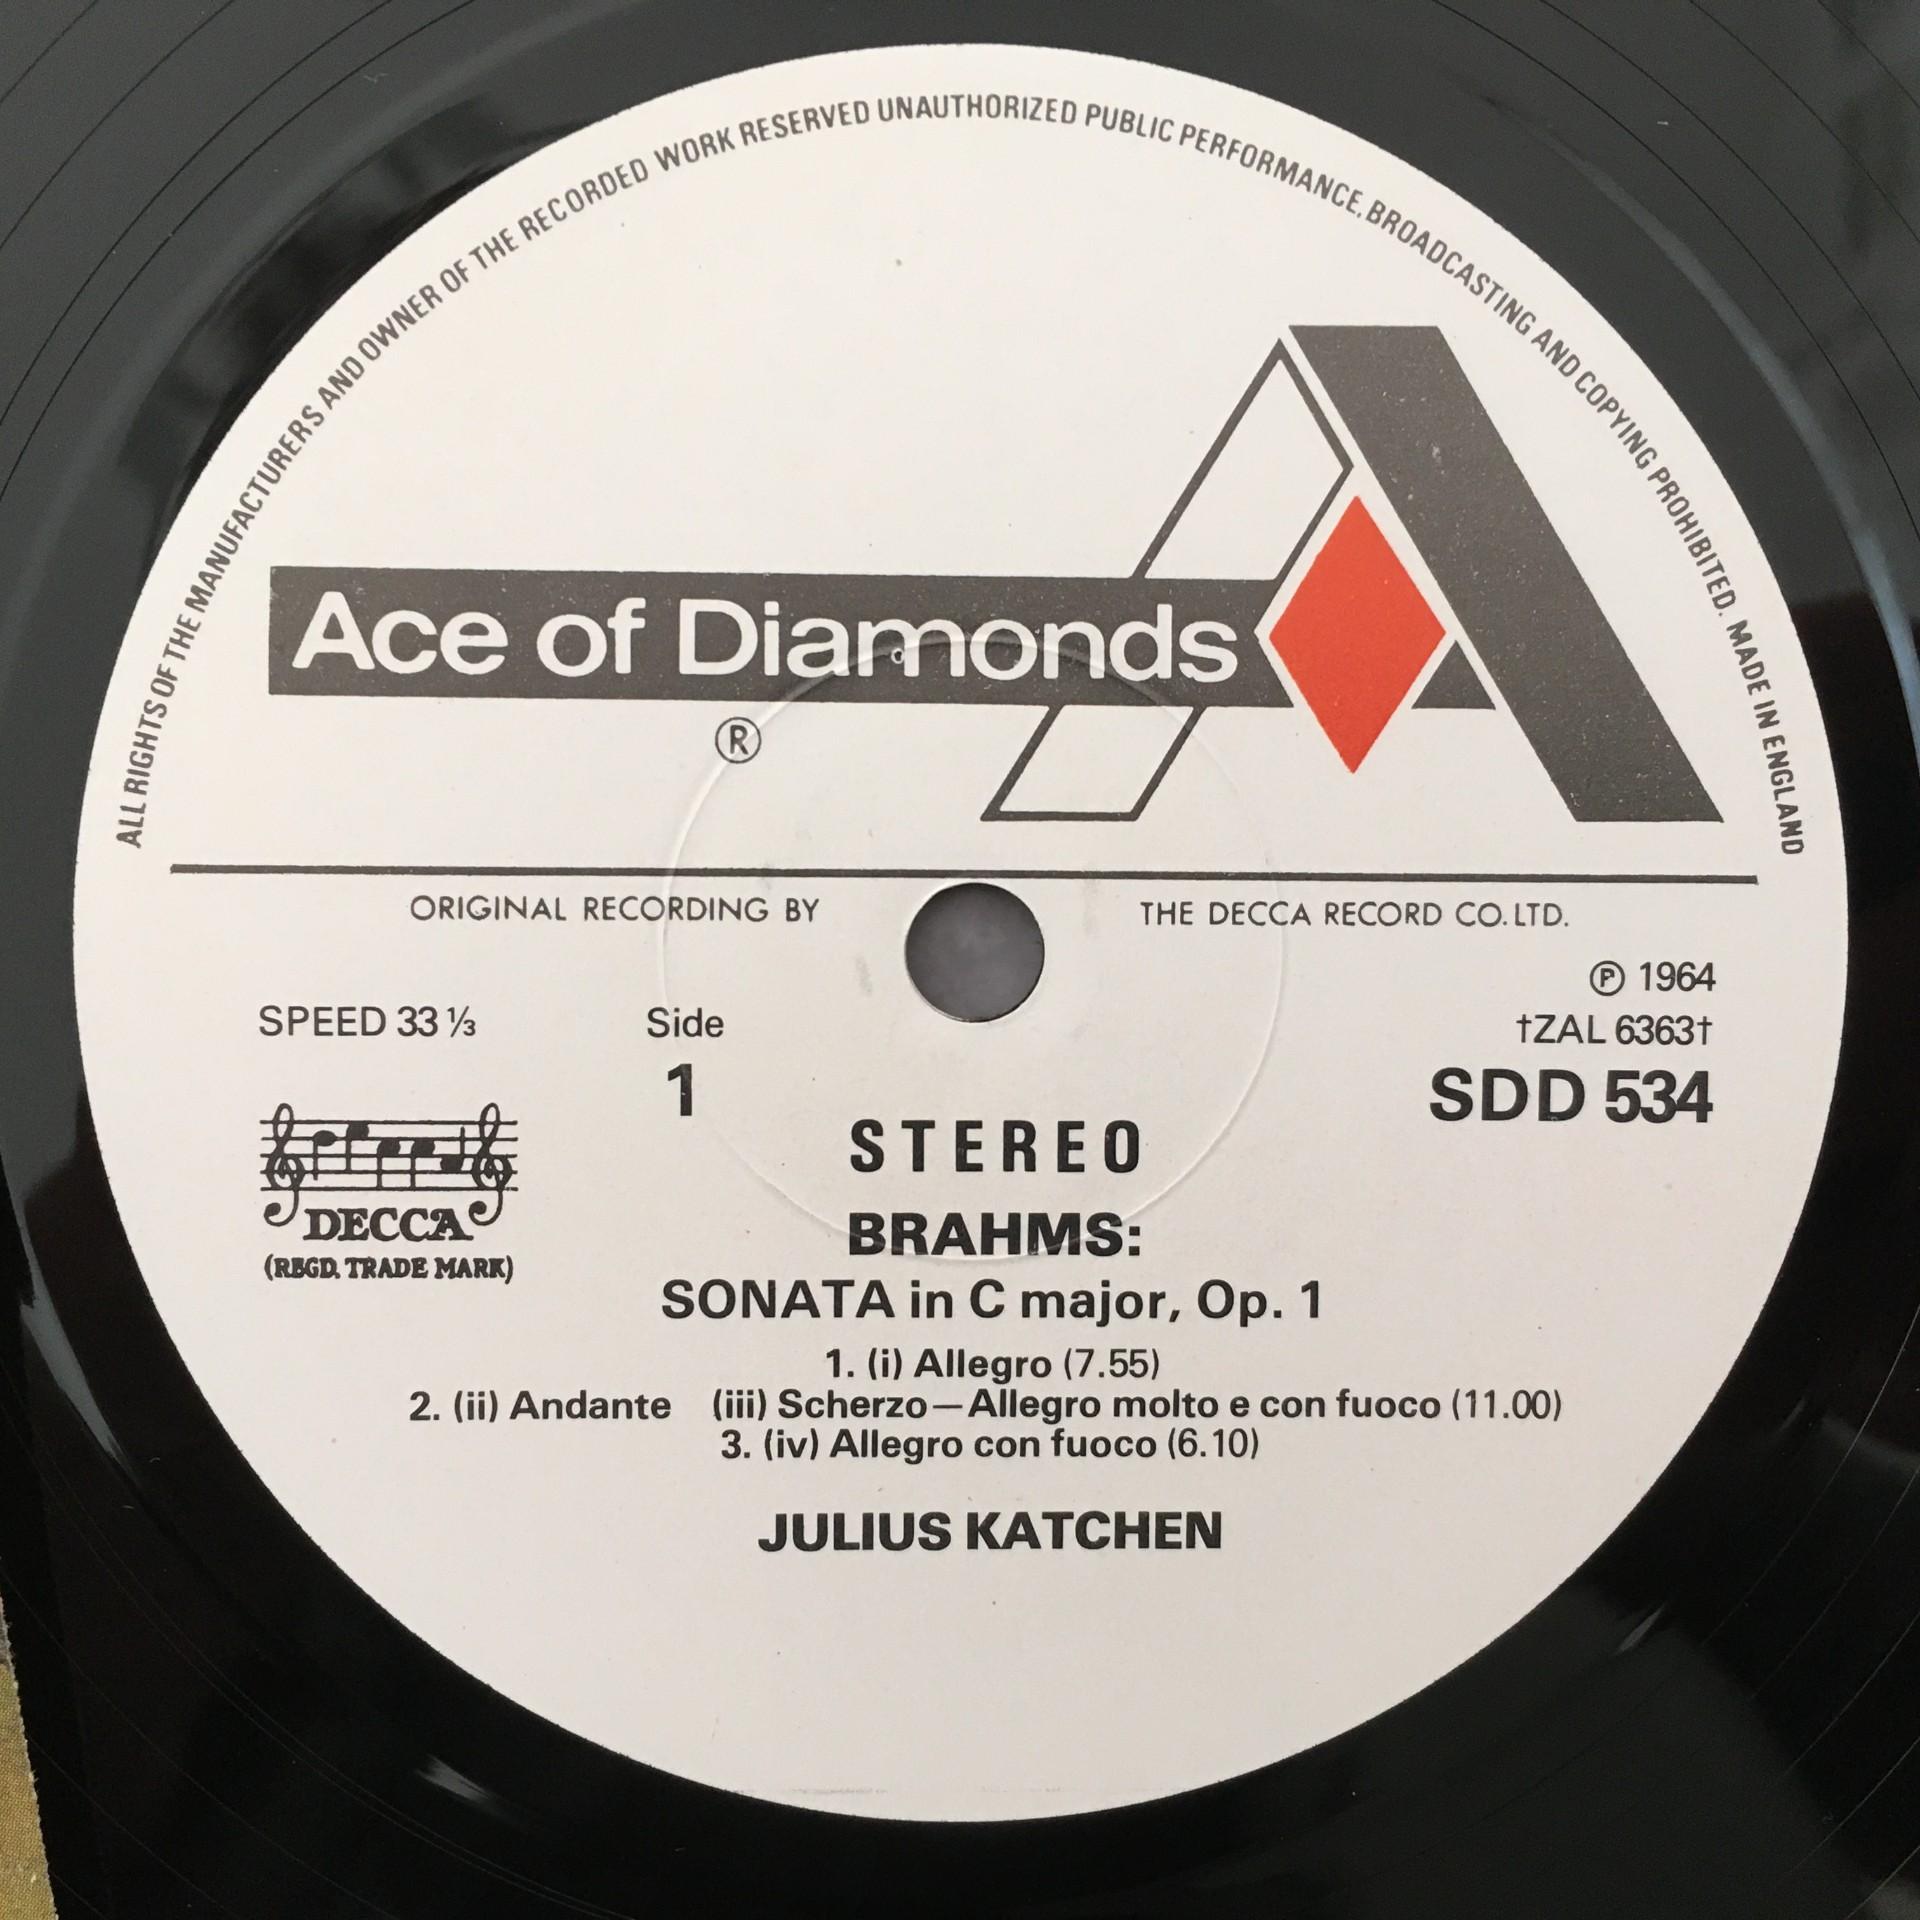 ALL RIGHTS OF THE MANUFACTURERS AND OWNER OF THE RECORDED WORK RESERVED UNAUTHORIZED PUBLIC PERFORMANCE, BROADCASTING AND COPYING PROHIBITED. MADE IN ENGLAND
Ace of Diamonds
®
ORIGINAL RECORDING BY THE DECCA RECORD CO. LTD.
℗ 1964
SPEED 33 ⅓ Side †ZAL 6363†
1 SDD 534
STEREO
DECCA
(REGD. TRADE MARK)
BRAHMS:
SONATA in C major, Op. 1
1. (i) Allegro (7.55)
2. (ii) Andante (iii) Scherzo—Allegro molto e con fuoco (11.00)
3. (iv) Allegro con fuoco (6.10)
JULIUS KATCHEN